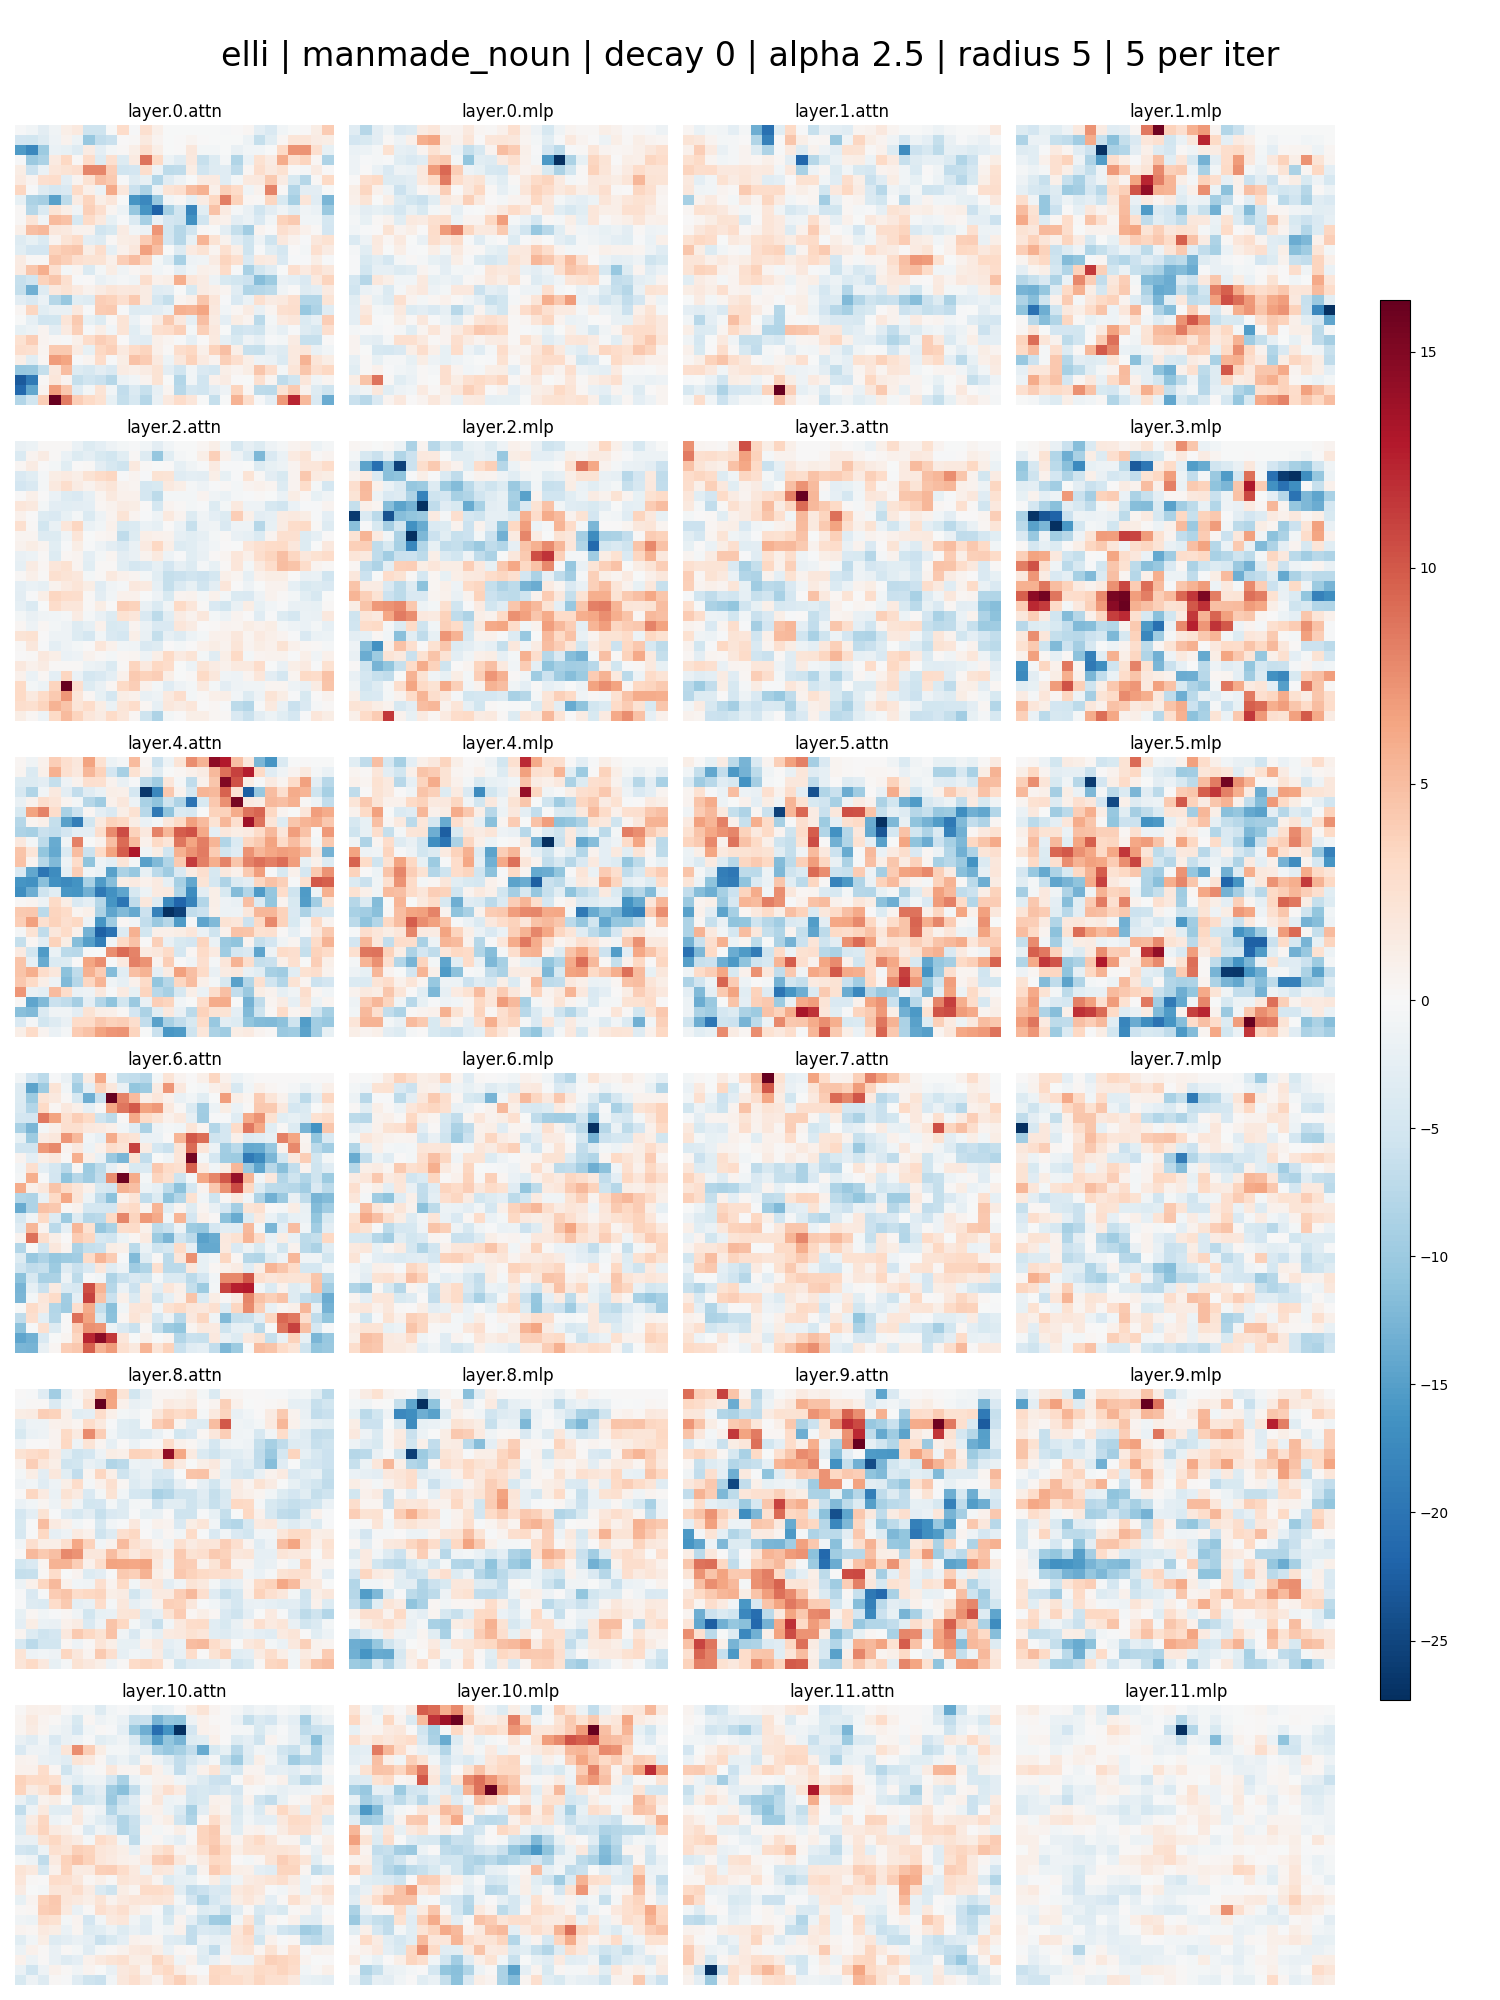 elli | manmade_noun | decay 0 | alpha 2.5 | radius 5 | 5 per iter
layer.0.attn layer.0.mlp layer.1.attn layer.1.mlp
layer.2.attn layer.2.mlp layer.3.attn layer.3.mlp
layer.4.attn layer.4.mlp layer.5.attn layer.5.mlp
layer.6.attn layer.6.mlp layer.7.attn layer.7.mlp
layer.8.attn layer.8.mlp layer.9.attn layer.9.mlp
layer.10.attn layer.10.mlp layer.11.attn layer.11.mlp
15
10
5
0
−5
−10
−15
−20
−25